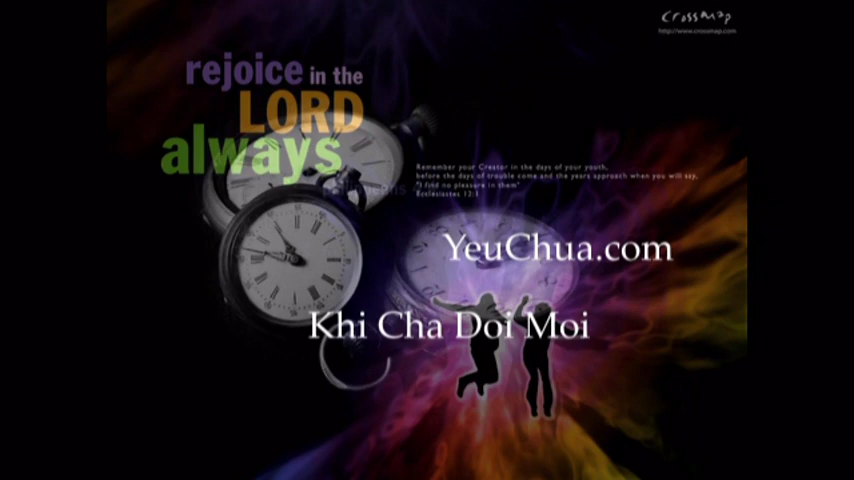 crossmap
http://www.crossmap.com
rejoice in the
LORD
always
Remember your Creator in the days of your youth,
before the days of trouble come and the years approach when you will say,
"I find no pleasure in them"
Ecclesiastes 12:1
YeuChua.com
Khi Cha Doi Moi